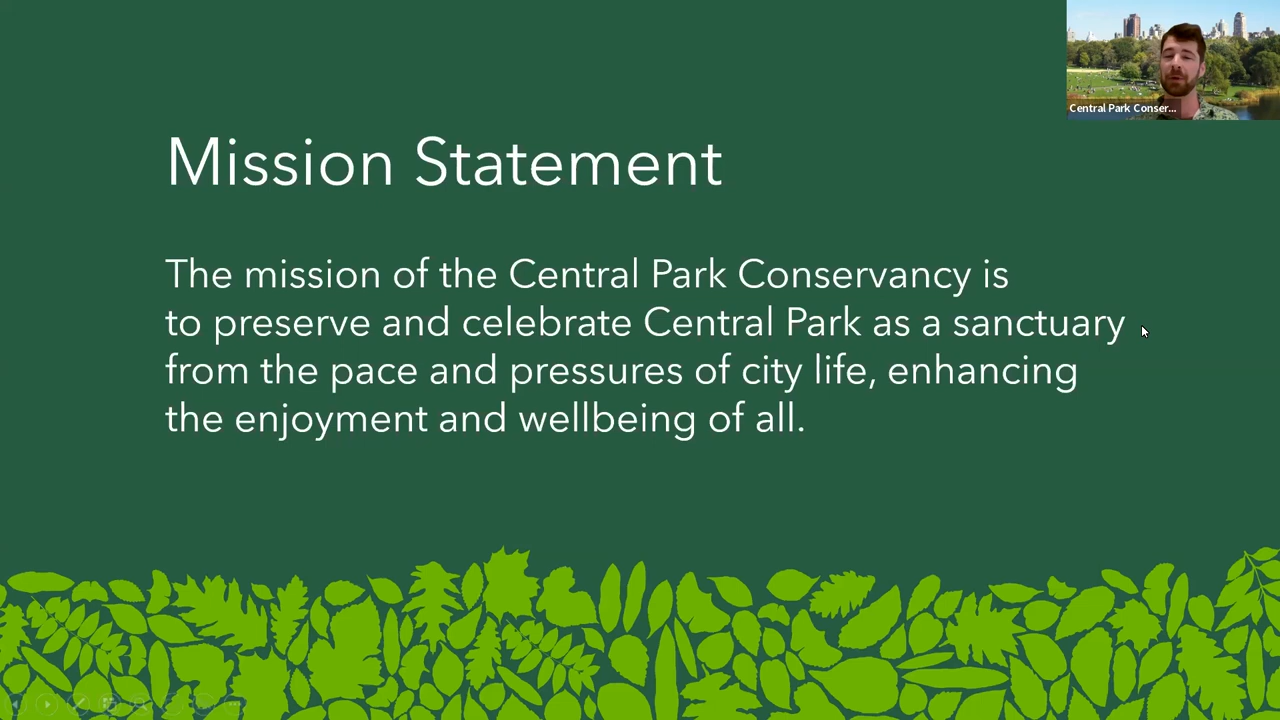 Central Park Conser...
Mission Statement
The mission of the Central Park Conservancy is
to preserve and celebrate Central Park as a sanctuary
from the pace and pressures of city life, enhancing
the enjoyment and wellbeing of all.